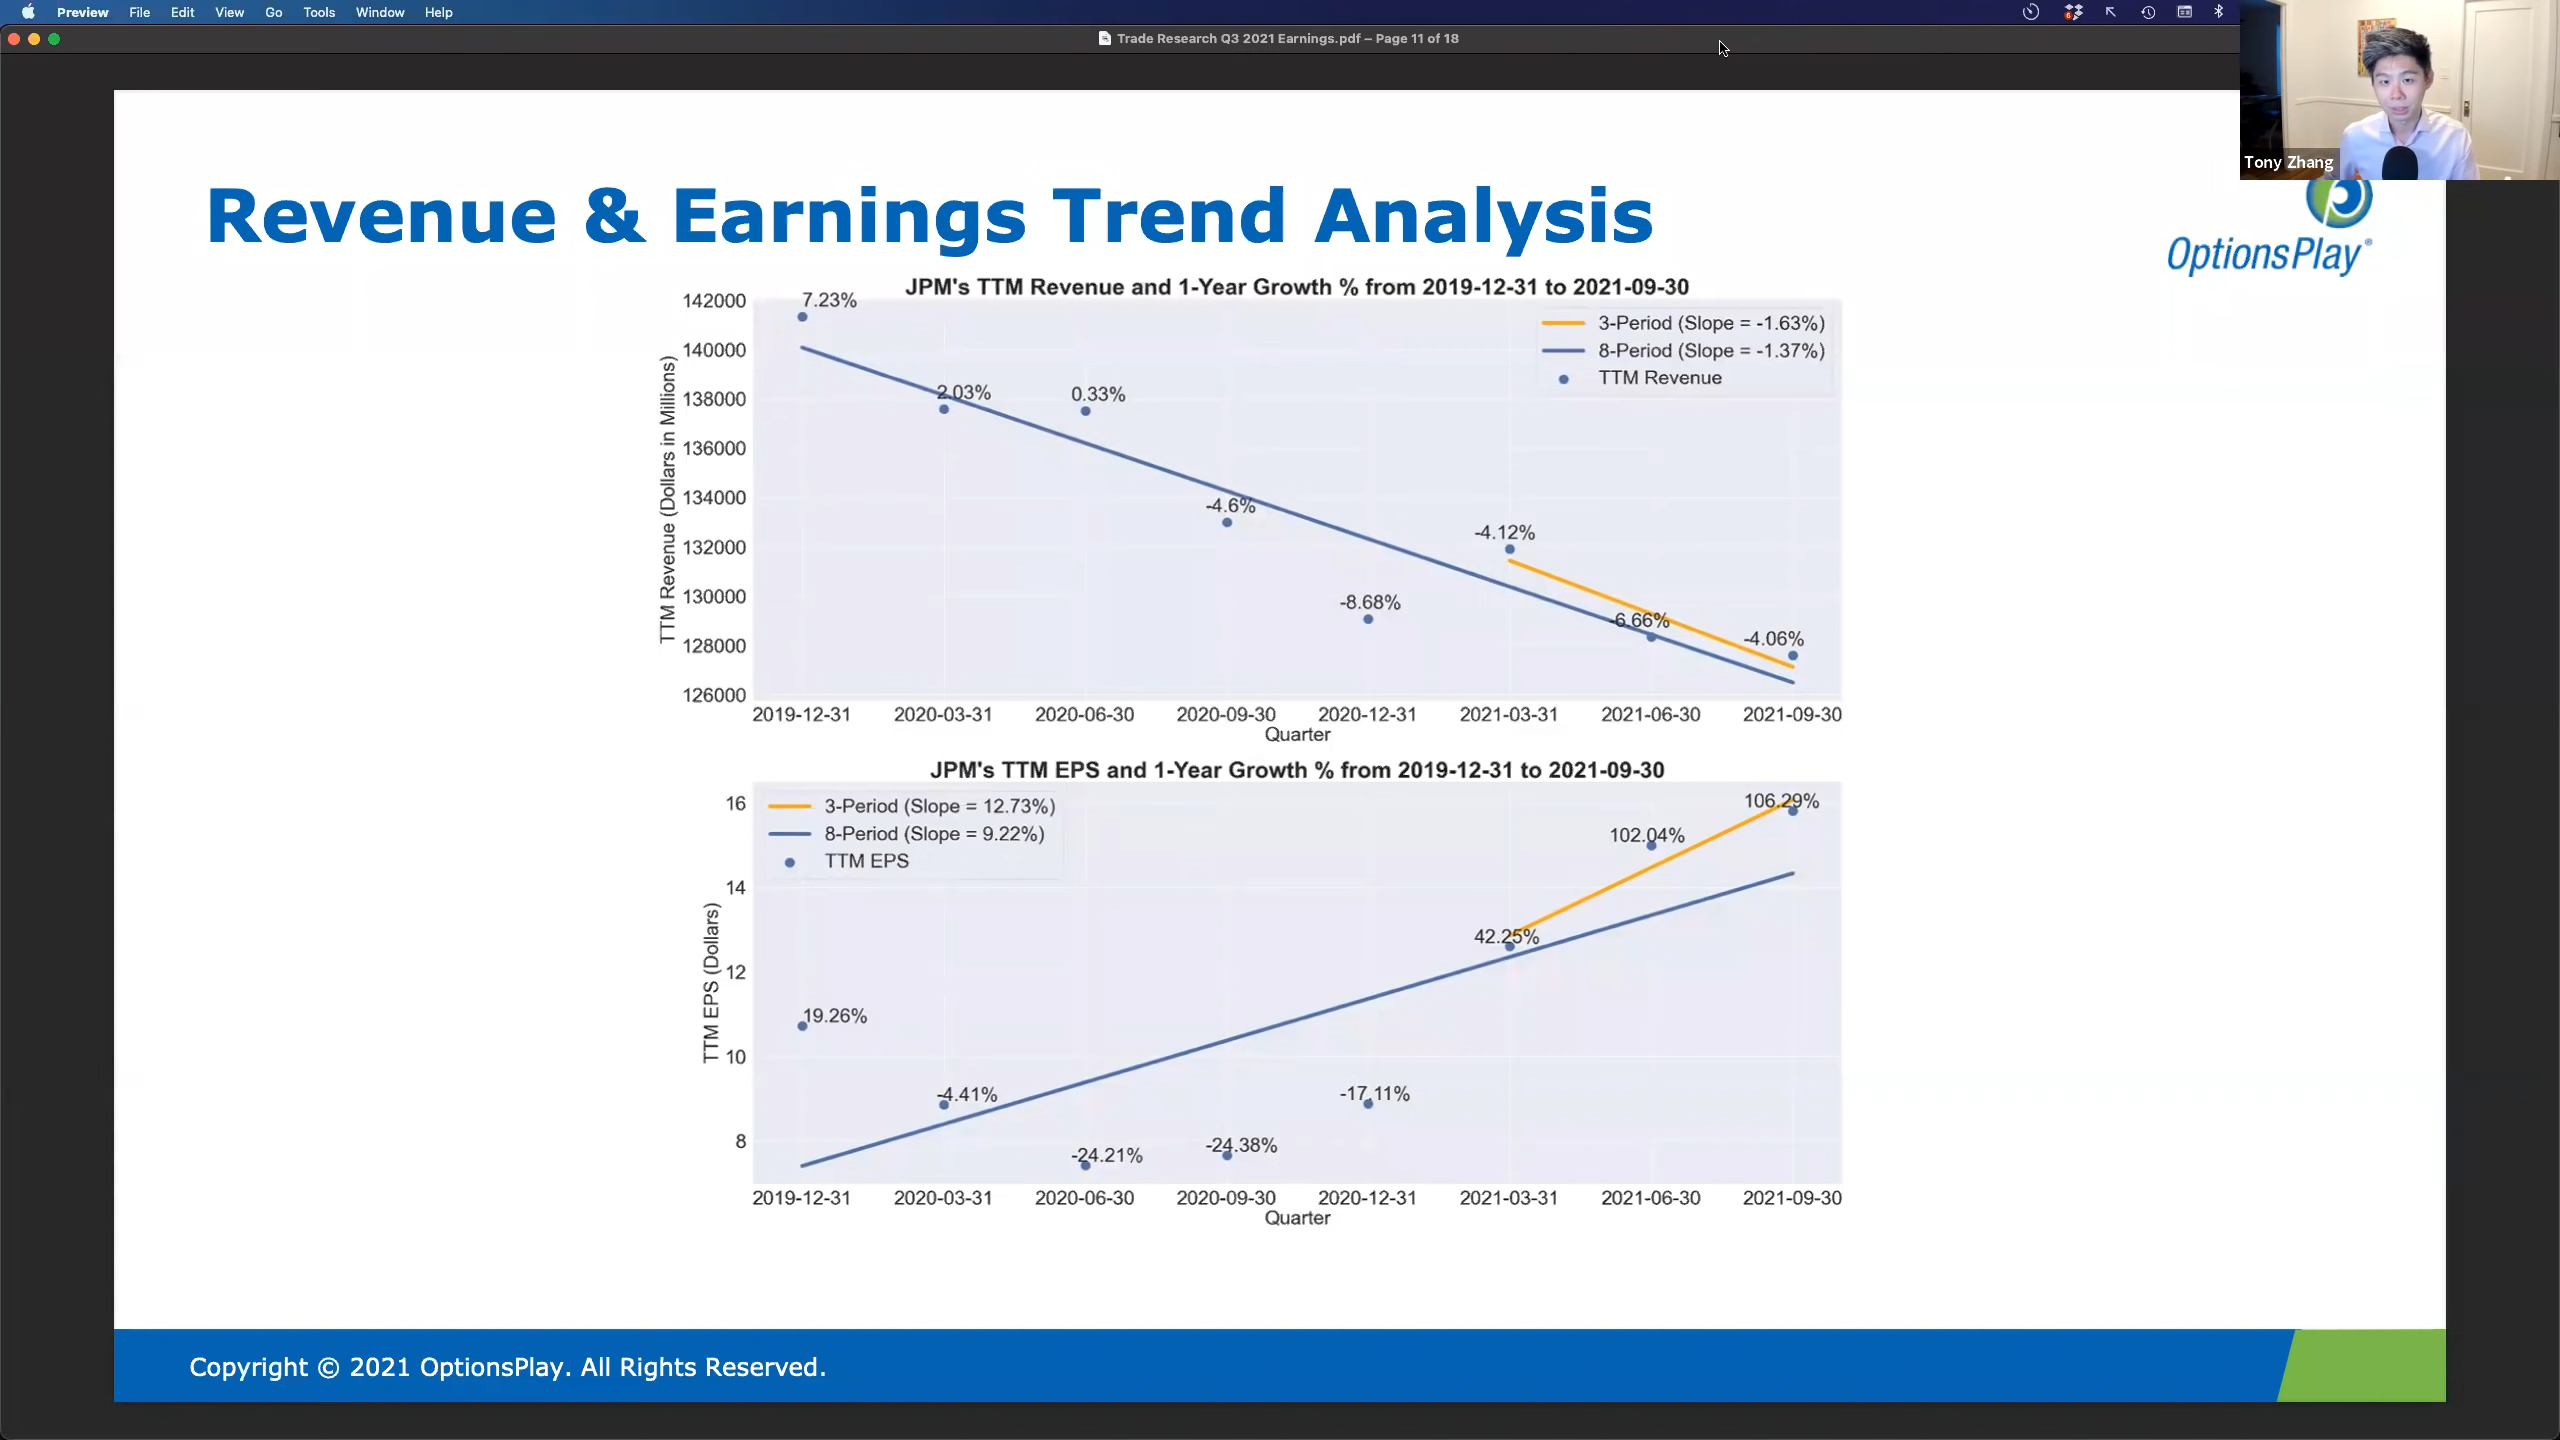 Preview File Edit View Go Tools Window Help
Trade Research Q3 2021 Earnings.pdf – Page 11 of 18
Tony Zhang
Revenue & Earnings Trend Analysis
OptionsPlay®
JPM's TTM Revenue and 1-Year Growth % from 2019-12-31 to 2021-09-30
142000
140000
138000
136000
134000
132000
130000
128000
126000
TTM Revenue (Dollars in Millions)
7.23%
2.03%
0.33%
-4.6%
-8.68%
-4.12%
-6.66%
-4.06%
3-Period (Slope = -1.63%)
8-Period (Slope = -1.37%)
TTM Revenue
2019-12-31 2020-03-31 2020-06-30 2020-09-30 2020-12-31 2021-03-31 2021-06-30 2021-09-30
Quarter
JPM's TTM EPS and 1-Year Growth % from 2019-12-31 to 2021-09-30
16
14
12
10
8
TTM EPS (Dollars)
3-Period (Slope = 12.73%)
8-Period (Slope = 9.22%)
TTM EPS
19.26%
-4.41%
-24.21%
-24.38%
-17.11%
42.25%
102.04%
106.29%
2019-12-31 2020-03-31 2020-06-30 2020-09-30 2020-12-31 2021-03-31 2021-06-30 2021-09-30
Quarter
Copyright © 2021 OptionsPlay. All Rights Reserved.